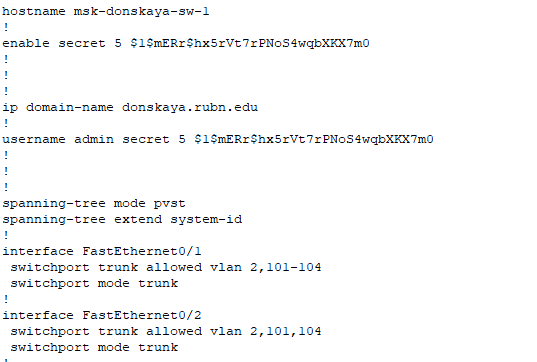 hostname msk-donskaya-sw-1
!
enable secret 5 $1$mERr$hx5rVt7rPNoS4wqbXKX7m0
!
!
!
ip domain-name donskaya.rubn.edu
!
username admin secret 5 $1$mERr$hx5rVt7rPNoS4wqbXKX7m0
!
!
!
spanning-tree mode pvst
spanning-tree extend system-id
!
interface FastEthernet0/1
switchport trunk allowed vlan 2,101-104
switchport mode trunk
!
interface FastEthernet0/2
switchport trunk allowed vlan 2,101,104
switchport mode trunk
!